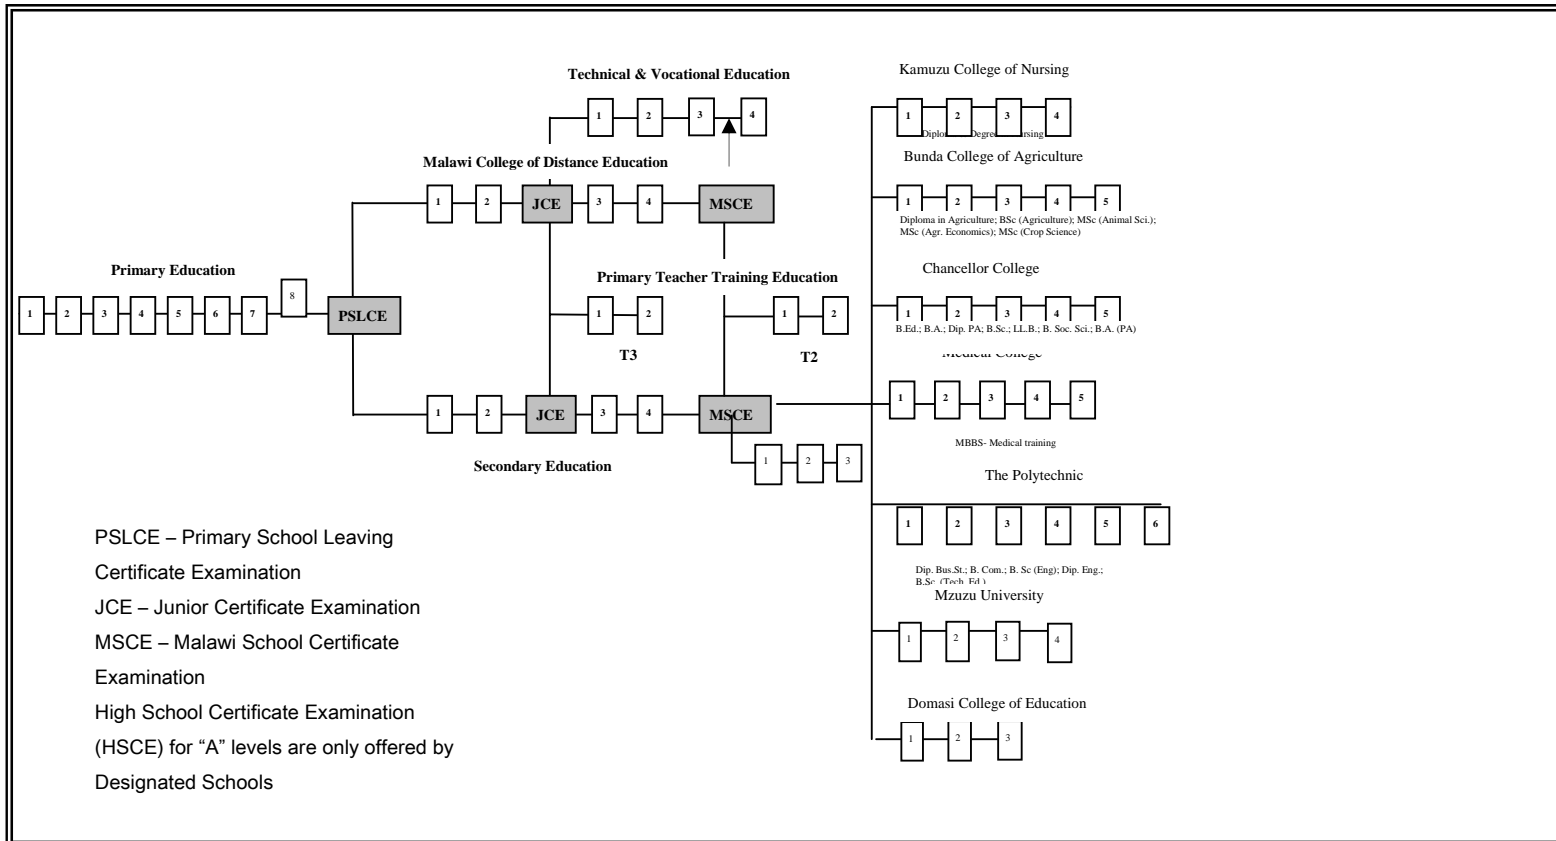 Technical & Vocational Education
1 2 3 4
Malawi College of Distance Education
1 2 JCE 3 4 MSCE
Primary Education
1 2 3 4 5 6 7 8 PSLCE
Primary Teacher Training Education
1 2
T3
1 2
T2
1 2 JCE 3 4 MSCE
1 2 3
Secondary Education
Kamuzu College of Nursing
1 2 3 4
Bunda College of Agriculture
1 2 3 4 5
Diploma in Agriculture; BSc (Agriculture); MSc (Animal Sci.);
MSc (Agr. Economics); MSc (Crop Science)
Chancellor College
1 2 3 4 5
B.Ed.; B.A.; Dip. PA; B.Sc.; LL.B.; B. Soc. Sci.; B.A. (PA)
Medical College
1 2 3 4 5
MBBS- Medical training
The Polytechnic
1 2 3 4 5 6
Dip. Bus.St.; B. Com.; B. Sc (Eng); Dip. Eng.;
B.Sc. (Tech. Ed.)
Mzuzu University
1 2 3 4
Domasi College of Education
1 2 3
PSLCE – Primary School Leaving
Certificate Examination
JCE – Junior Certificate Examination
MSCE – Malawi School Certificate
Examination
High School Certificate Examination
(HSCE) for “A” levels are only offered by
Designated Schools